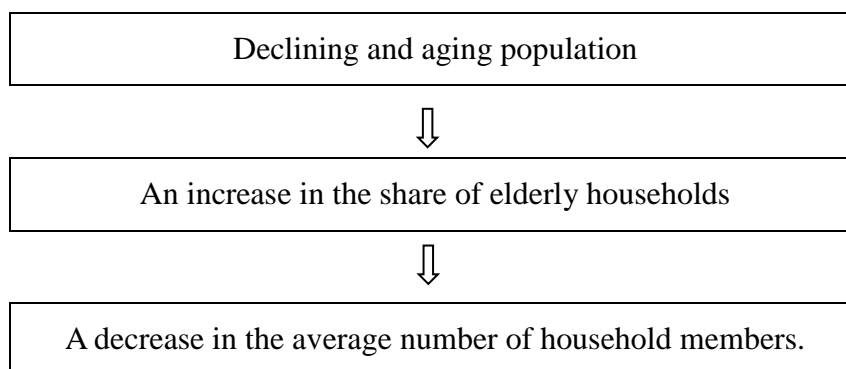 Declining and aging population
An increase in the share of elderly households
A decrease in the average number of household members.